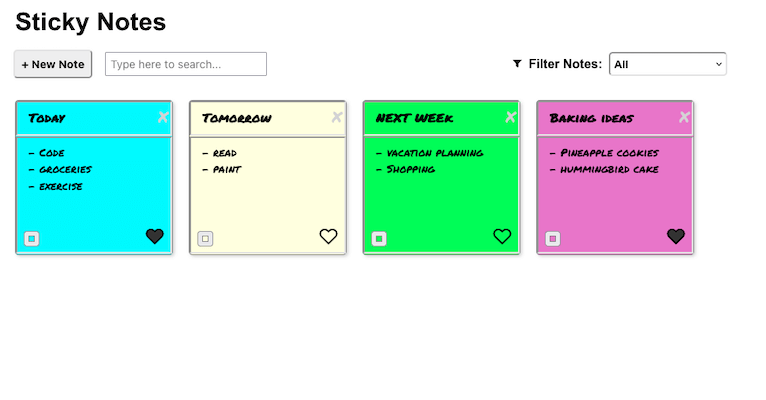 Sticky Notes
+ New Note
Type here to search...
Filter Notes:
All
Today
- Code
- groceries
- exercise
Tomorrow
- read
- paint
NEXT WEEK
- vacation planning
- Shopping
Baking ideas
- Pineapple cookies
- hummingbird cake